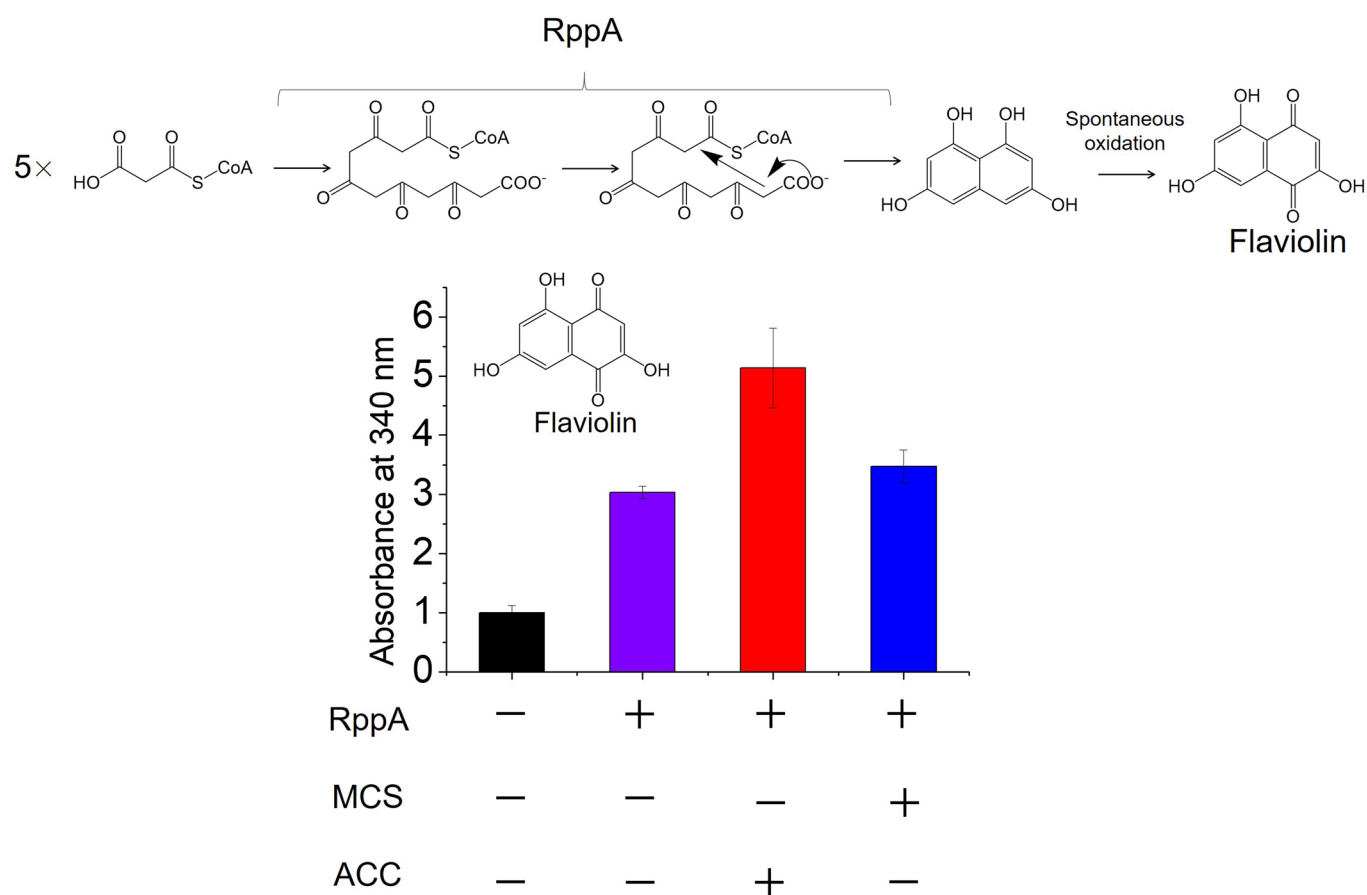 RppA
5×
O O
HO S CoA
O O
S CoA
O O O COO-
O O
S CoA
O O O COO-
OH OH
HO OH
Spontaneous
oxidation
OH O
HO OH
O
Flaviolin
Absorbance at 340 nm
6
5
4
3
2
1
0
OH O
HO OH
O
Flaviolin
RppA − + + +
MCS − − − +
ACC − − + −